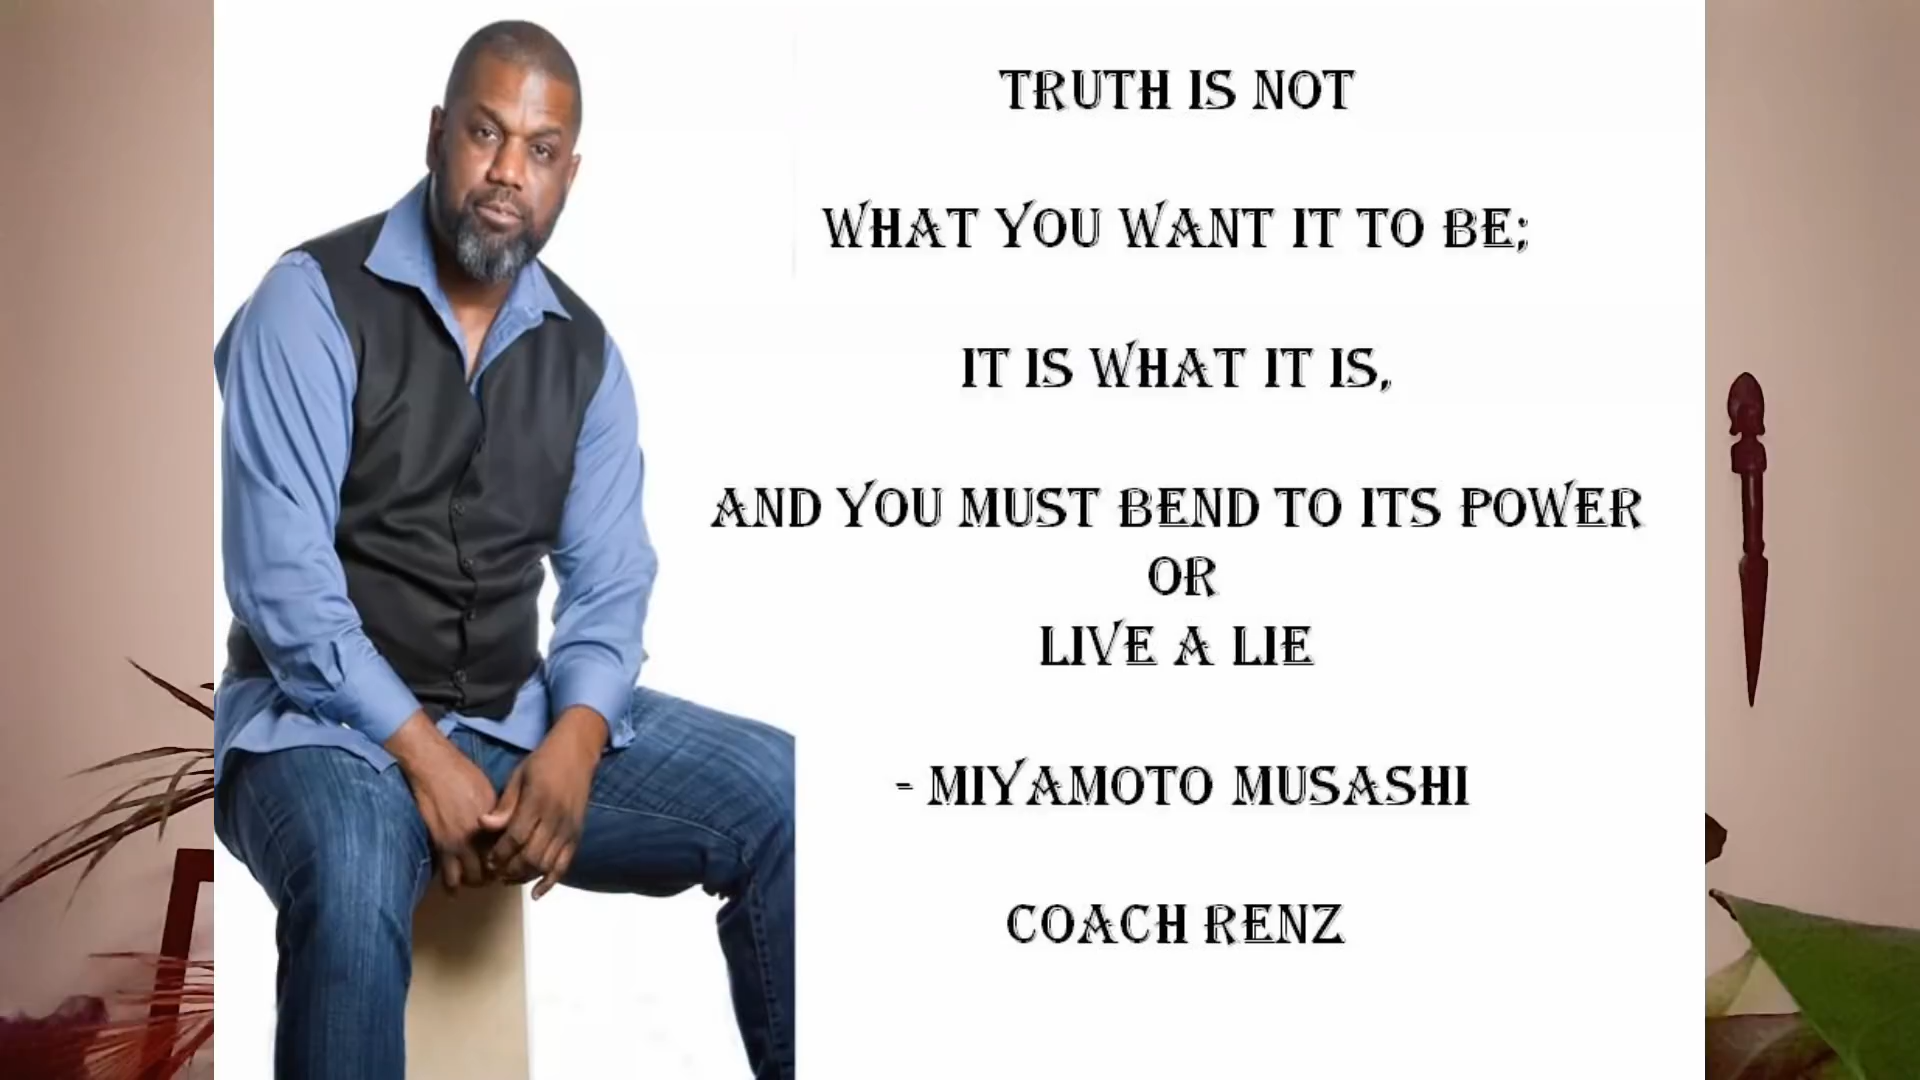 TRUTH IS NOT
WHAT YOU WANT IT TO BE;
IT IS WHAT IT IS,
AND YOU MUST BEND TO ITS POWER
OR
LIVE A LIE
- MIYAMOTO MUSASHI
COACH RENZ